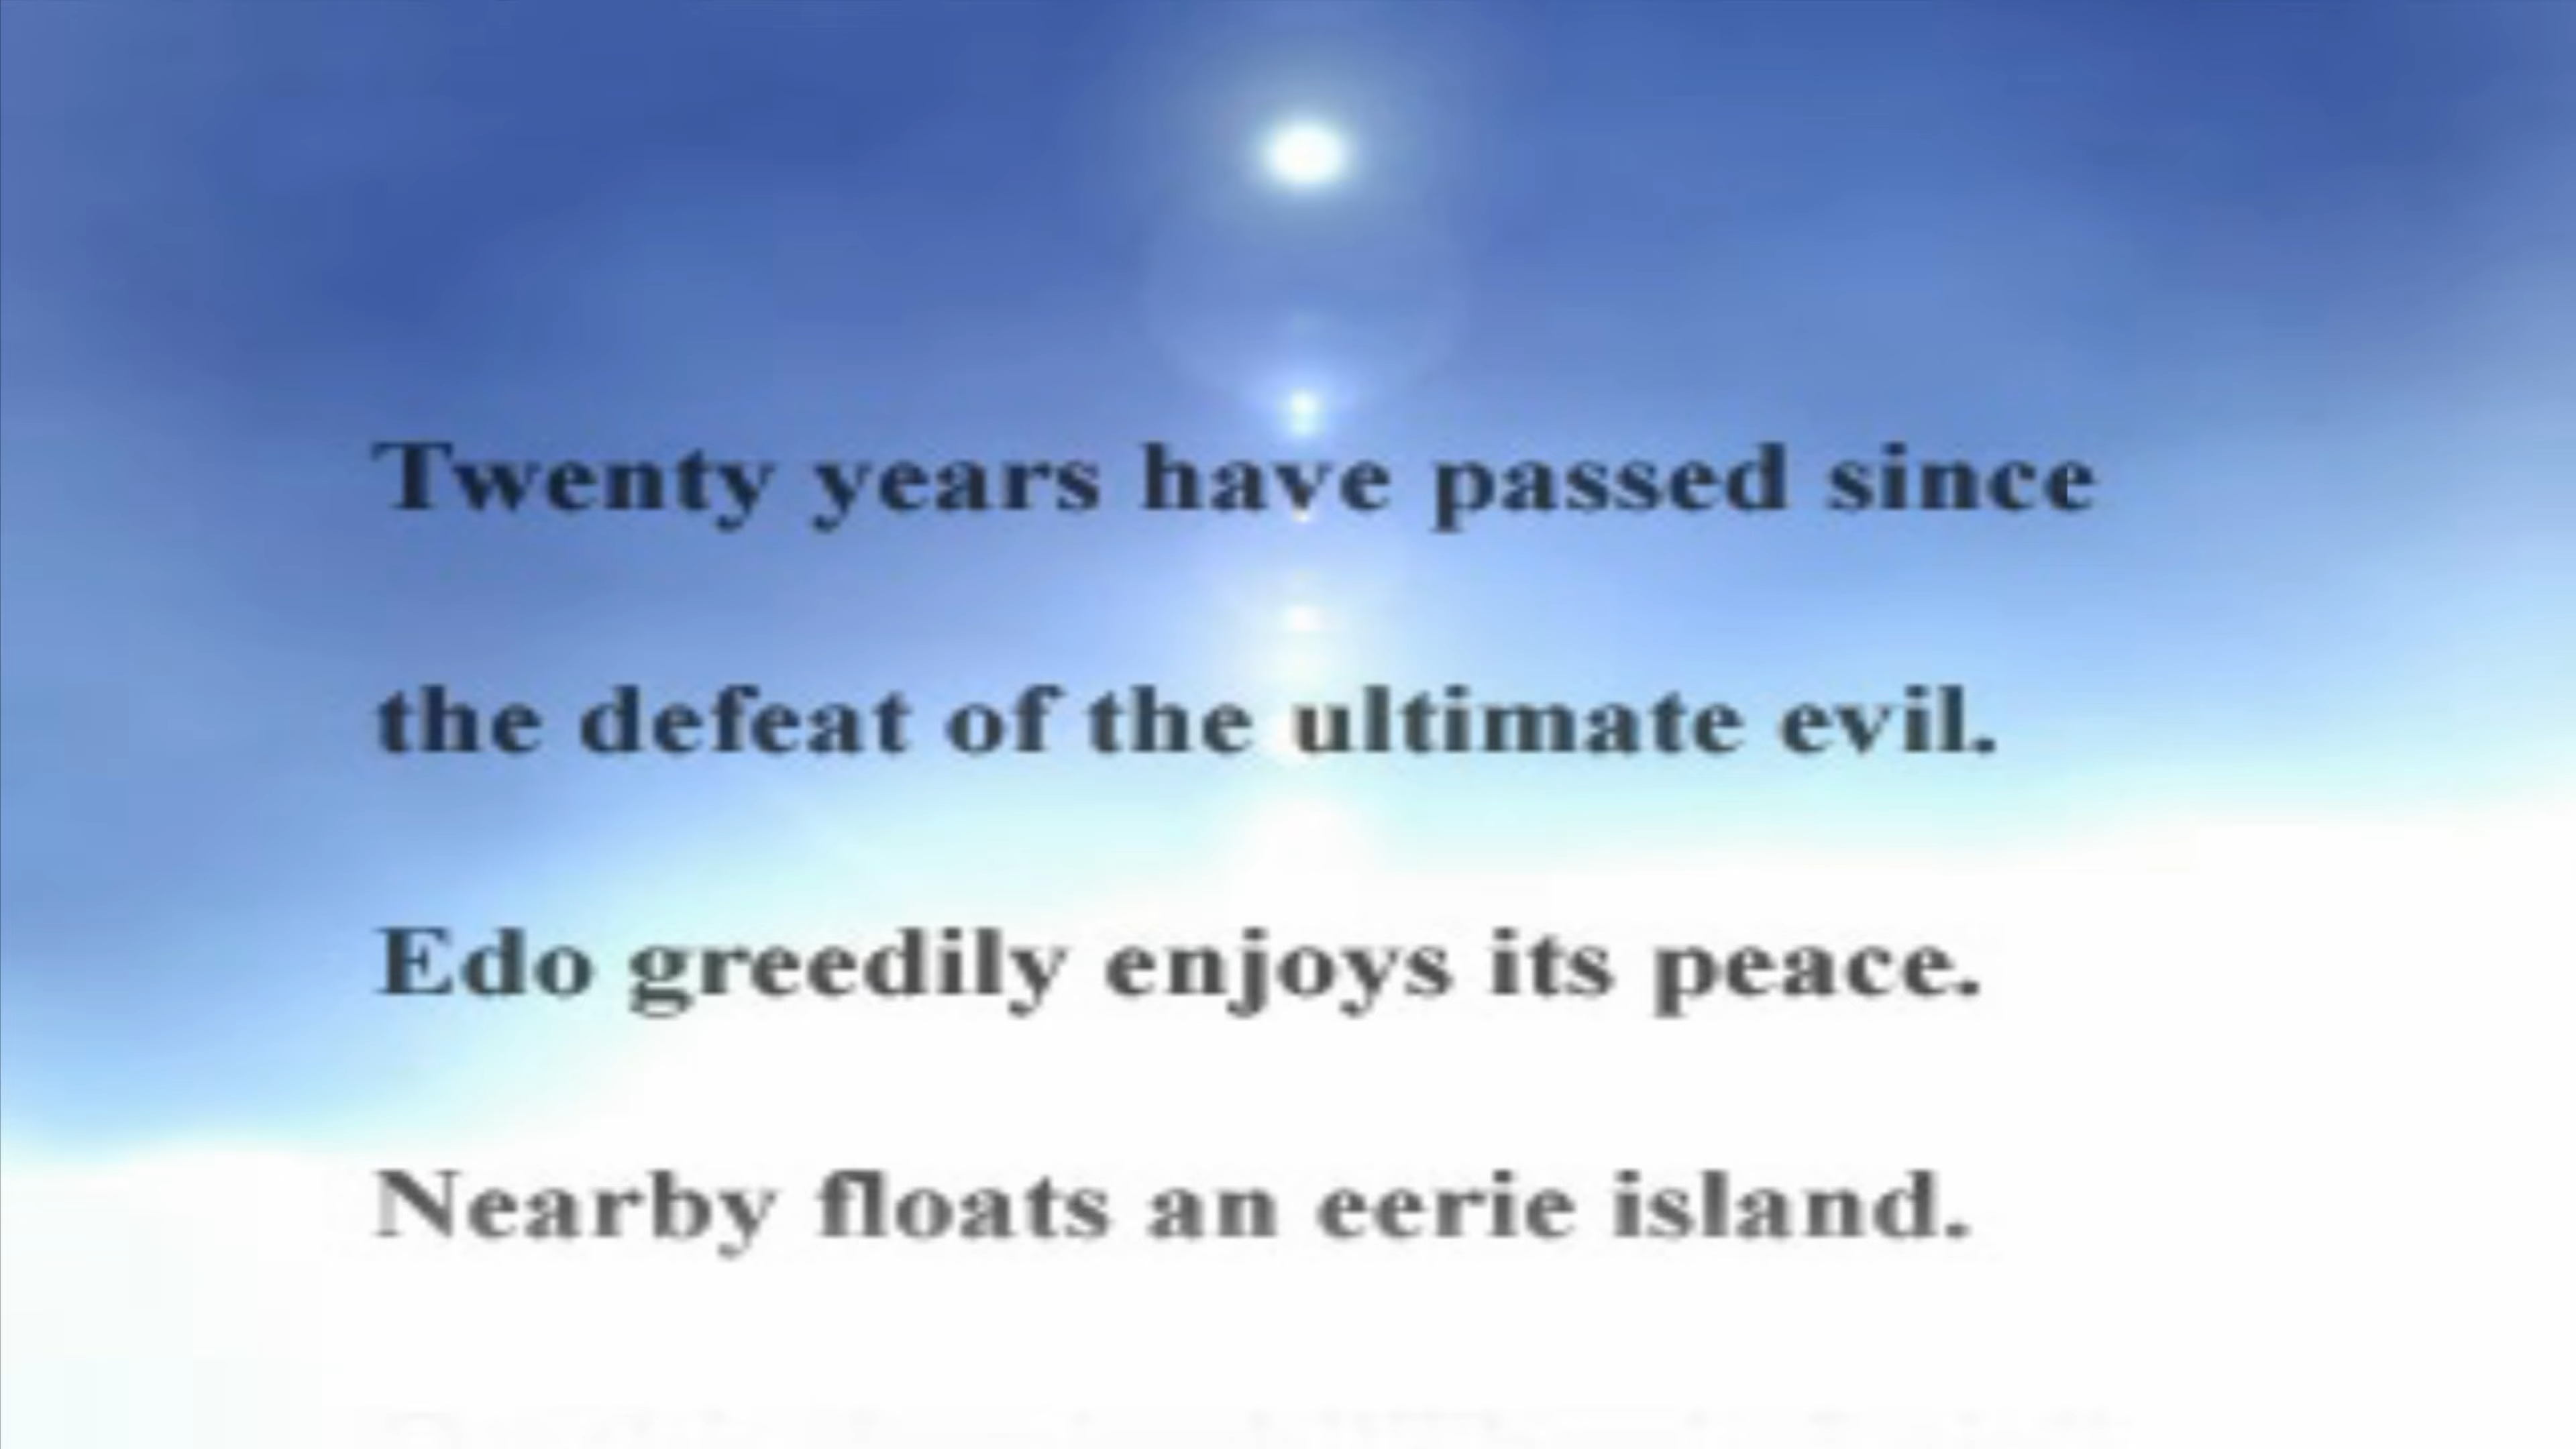 Twenty years have passed since
the defeat of the ultimate evil.
Edo greedily enjoys its peace.
Nearby floats an eerie island.